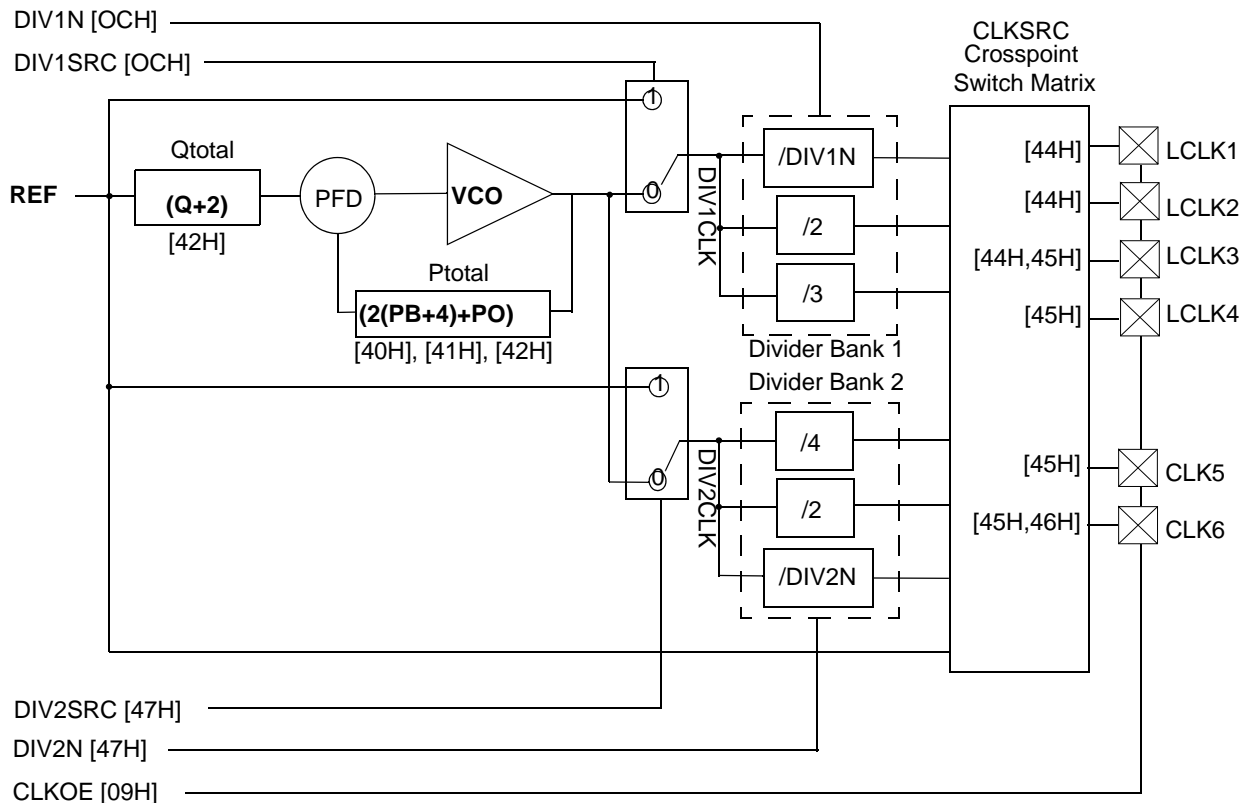 DIV1N [OCH]
DIV1SRC [OCH]
CLKSRC
Crosspoint
Switch Matrix
1
Qtotal
/DIV1N
[44H]
LCLK1
REF
(Q+2)
PFD
VCO
0
DIV1CLK
/2
[44H]
LCLK2
[42H]
[44H,45H]
LCLK3
Ptotal
/3
(2(PB+4)+PO)
[45H]
LCLK4
[40H], [41H], [42H]
Divider Bank 1
Divider Bank 2
1
/4
[45H]
CLK5
0
DIV2CLK
/2
[45H,46H]
CLK6
/DIV2N
DIV2SRC [47H]
DIV2N [47H]
CLKOE [09H]